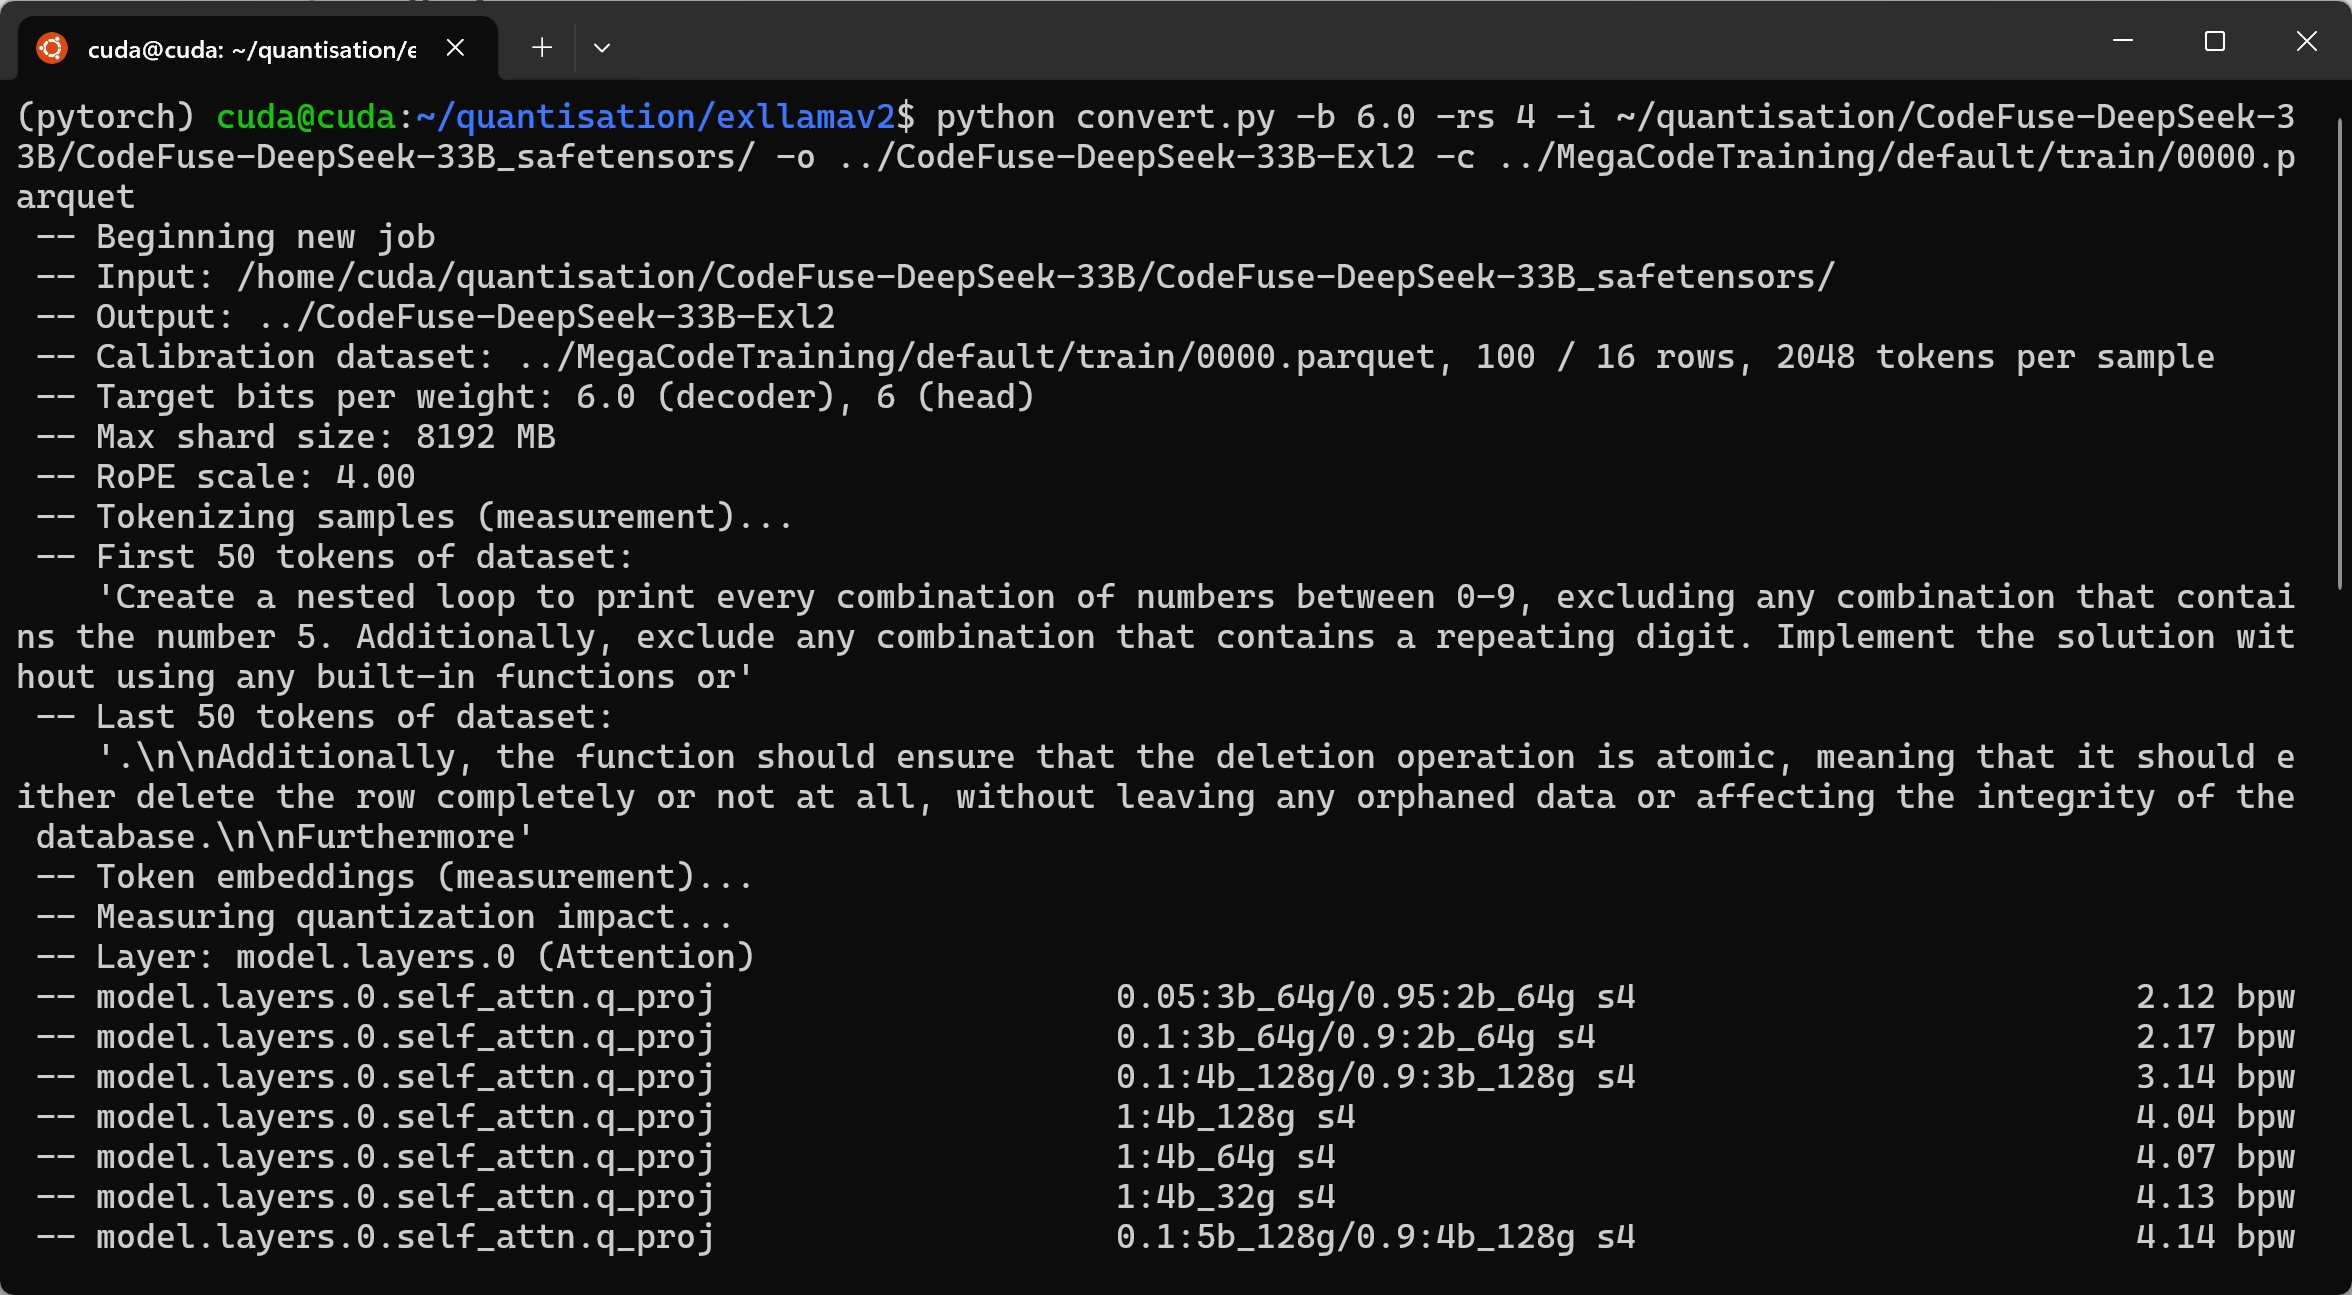 cuda@cuda: ~/quantisation/e
(pytorch) cuda@cuda:~/quantisation/exllamav2$ python convert.py -b 6.0 -rs 4 -i ~/quantisation/CodeFuse-DeepSeek-3
3B/CodeFuse-DeepSeek-33B_safetensors/ -o ../CodeFuse-DeepSeek-33B-Exl2 -c ../MegaCodeTraining/default/train/0000.p
arquet
 -- Beginning new job
 -- Input: /home/cuda/quantisation/CodeFuse-DeepSeek-33B/CodeFuse-DeepSeek-33B_safetensors/
 -- Output: ../CodeFuse-DeepSeek-33B-Exl2
 -- Calibration dataset: ../MegaCodeTraining/default/train/0000.parquet, 100 / 16 rows, 2048 tokens per sample
 -- Target bits per weight: 6.0 (decoder), 6 (head)
 -- Max shard size: 8192 MB
 -- RoPE scale: 4.00
 -- Tokenizing samples (measurement)...
 -- First 50 tokens of dataset:
    'Create a nested loop to print every combination of numbers between 0-9, excluding any combination that contai
ns the number 5. Additionally, exclude any combination that contains a repeating digit. Implement the solution wit
hout using any built-in functions or'
 -- Last 50 tokens of dataset:
    '.\n\nAdditionally, the function should ensure that the deletion operation is atomic, meaning that it should e
ither delete the row completely or not at all, without leaving any orphaned data or affecting the integrity of the
 database.\n\nFurthermore'
 -- Token embeddings (measurement)...
 -- Measuring quantization impact...
 -- Layer: model.layers.0 (Attention)
 -- model.layers.0.self_attn.q_proj                    0.05:3b_64g/0.95:2b_64g s4                         2.12 bpw
 -- model.layers.0.self_attn.q_proj                    0.1:3b_64g/0.9:2b_64g s4                           2.17 bpw
 -- model.layers.0.self_attn.q_proj                    0.1:4b_128g/0.9:3b_128g s4                         3.14 bpw
 -- model.layers.0.self_attn.q_proj                    1:4b_128g s4                                       4.04 bpw
 -- model.layers.0.self_attn.q_proj                    1:4b_64g s4                                        4.07 bpw
 -- model.layers.0.self_attn.q_proj                    1:4b_32g s4                                        4.13 bpw
 -- model.layers.0.self_attn.q_proj                    0.1:5b_128g/0.9:4b_128g s4                         4.14 bpw